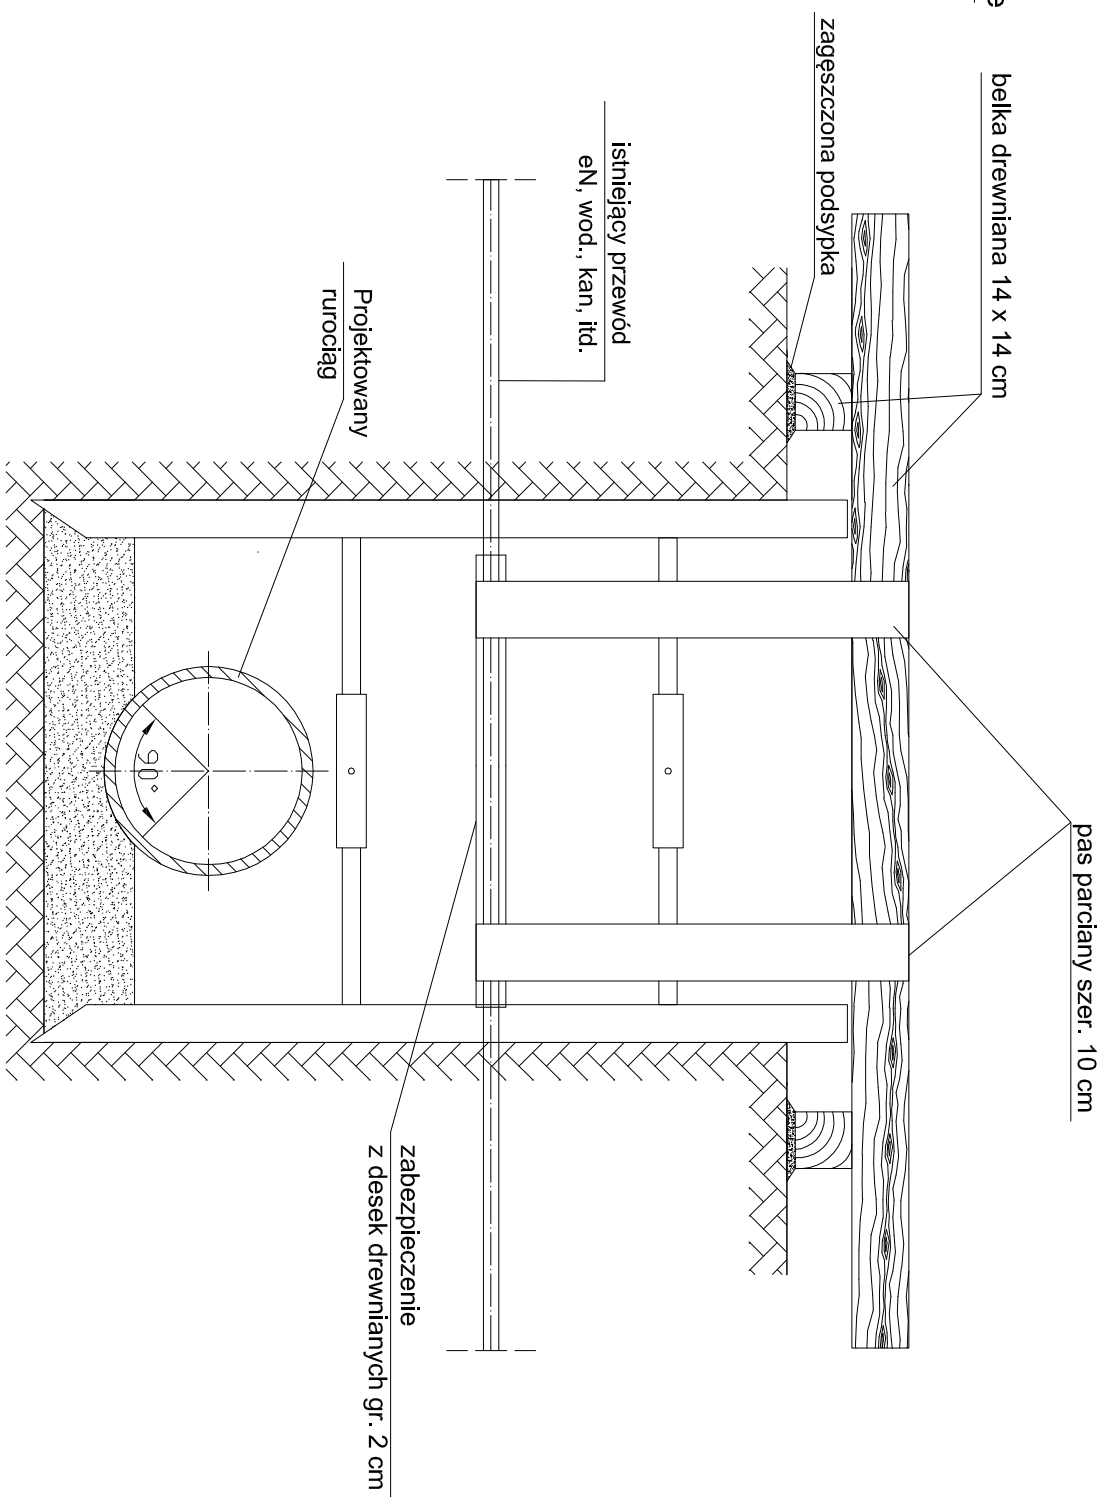 belka drewniana 14 x 14 cm
zagęszczona podsypka
istniejący przewód
eN, wod., kan, itd.
Projektowany
rurociąg
90°
pas parciany szer. 10 cm
zabezpieczenie
z desek drewnianych gr. 2 cm